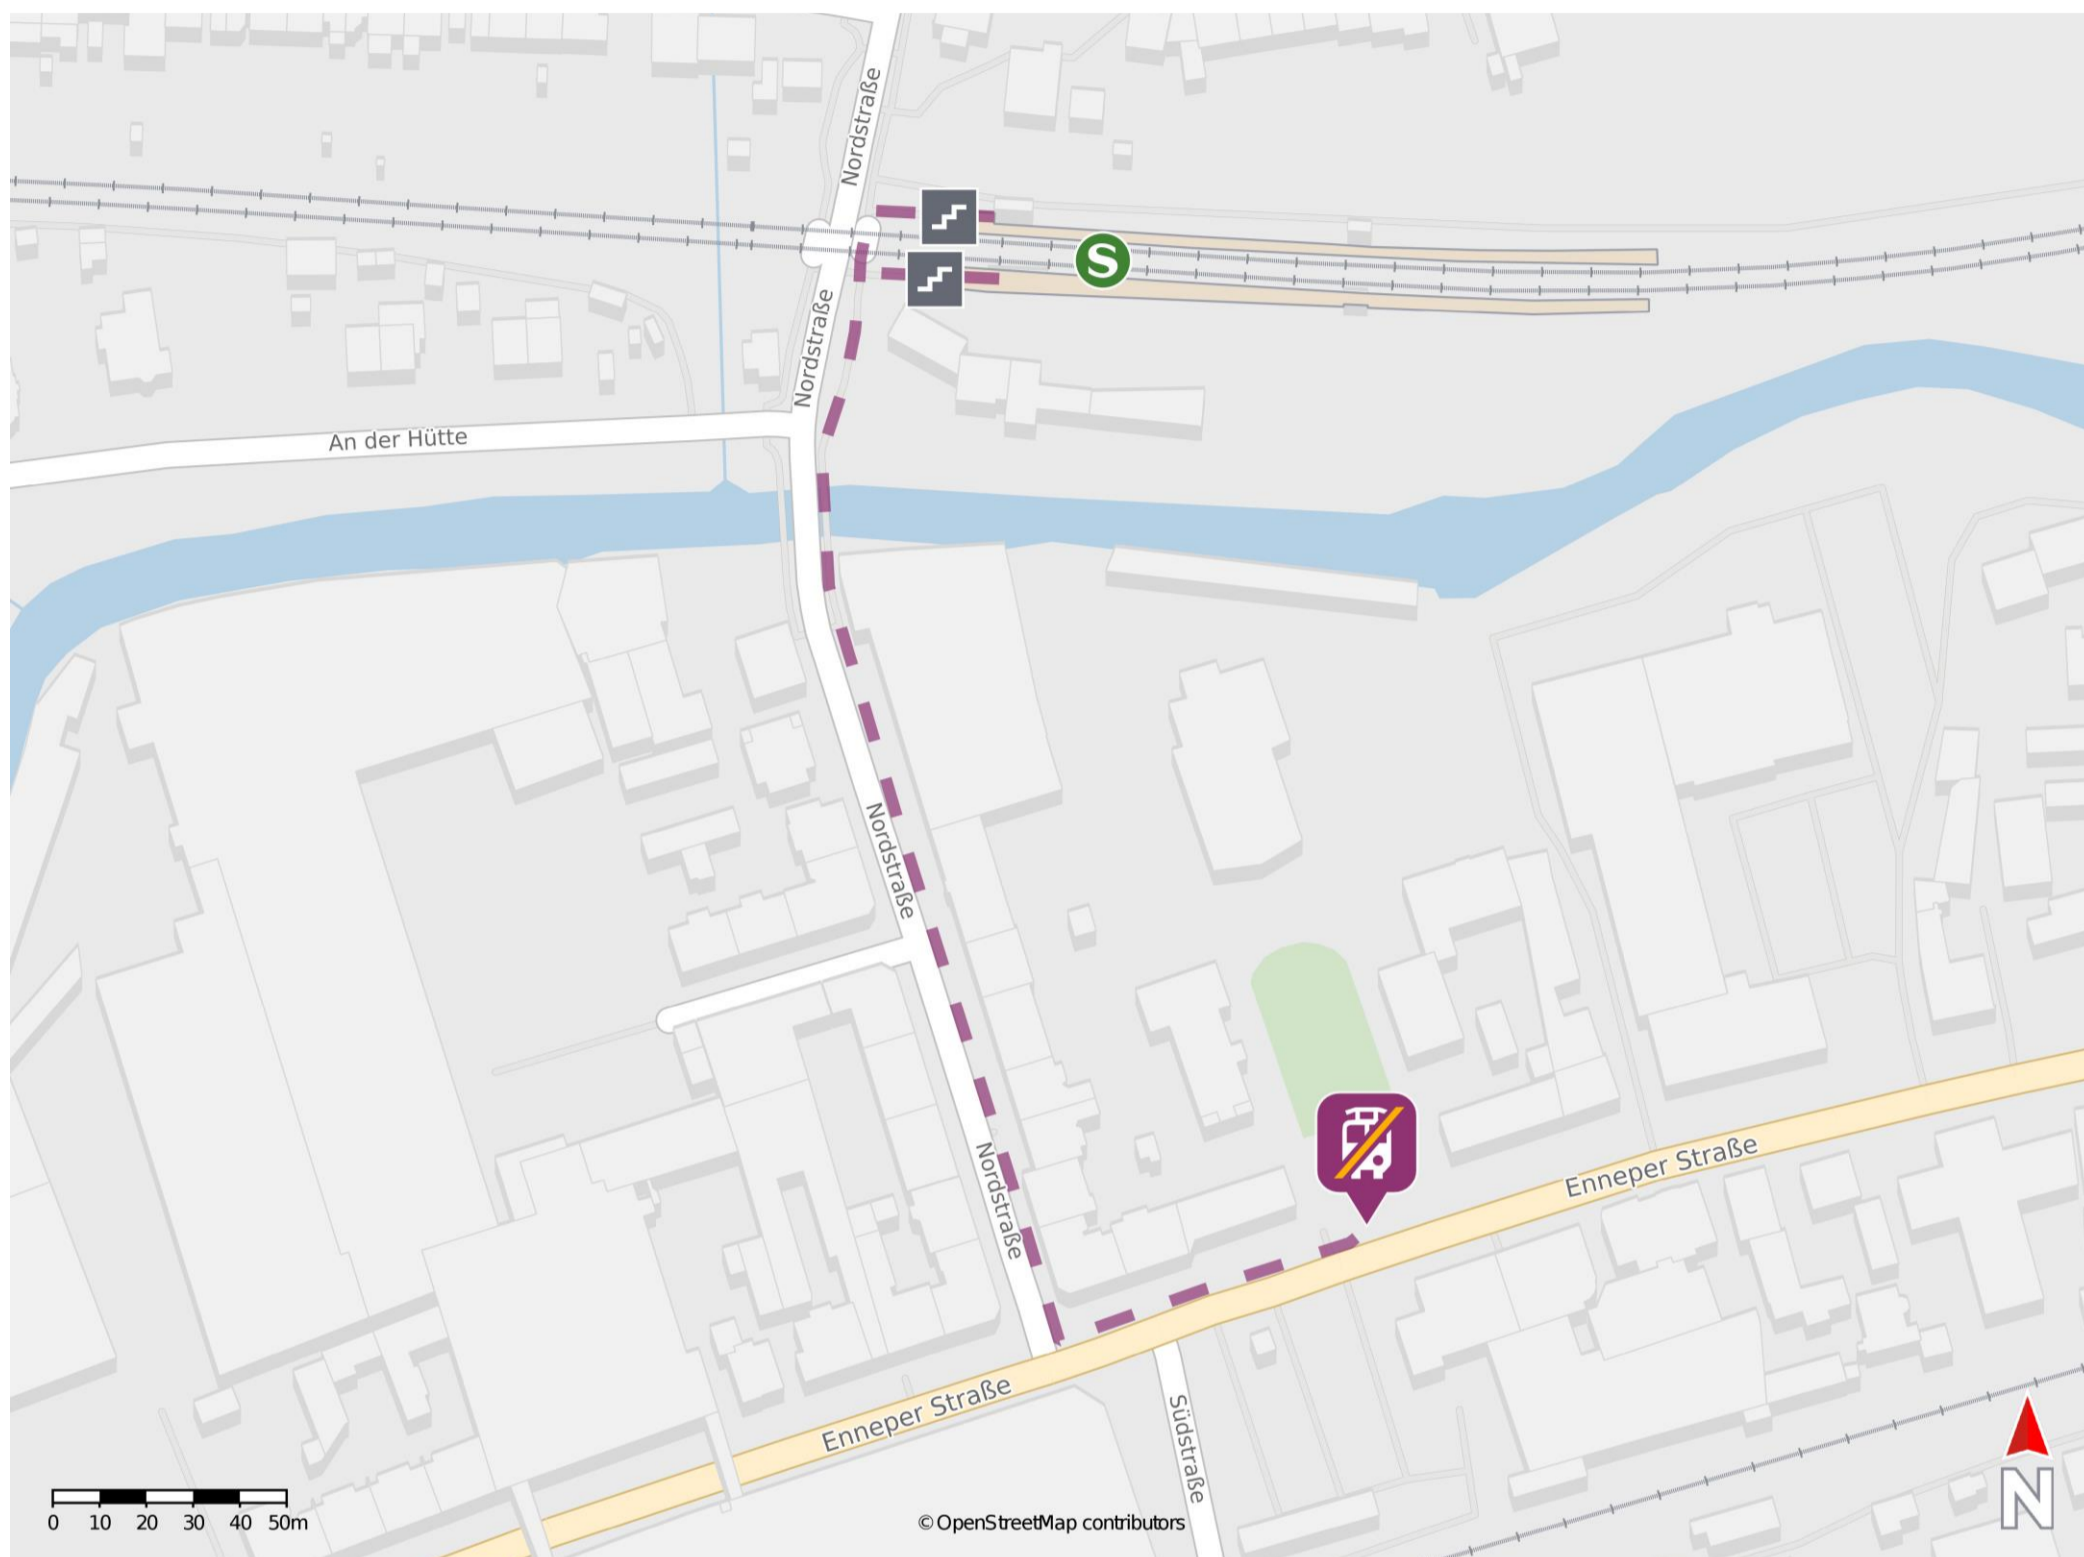 Nordstraße
S
Nordstraße
An der Hütte
Nordstraße
Nordstraße
Enneper Straße
Enneper Straße
Südstraße
0 10 20 30 40 50m
© OpenStreetMap contributors
N